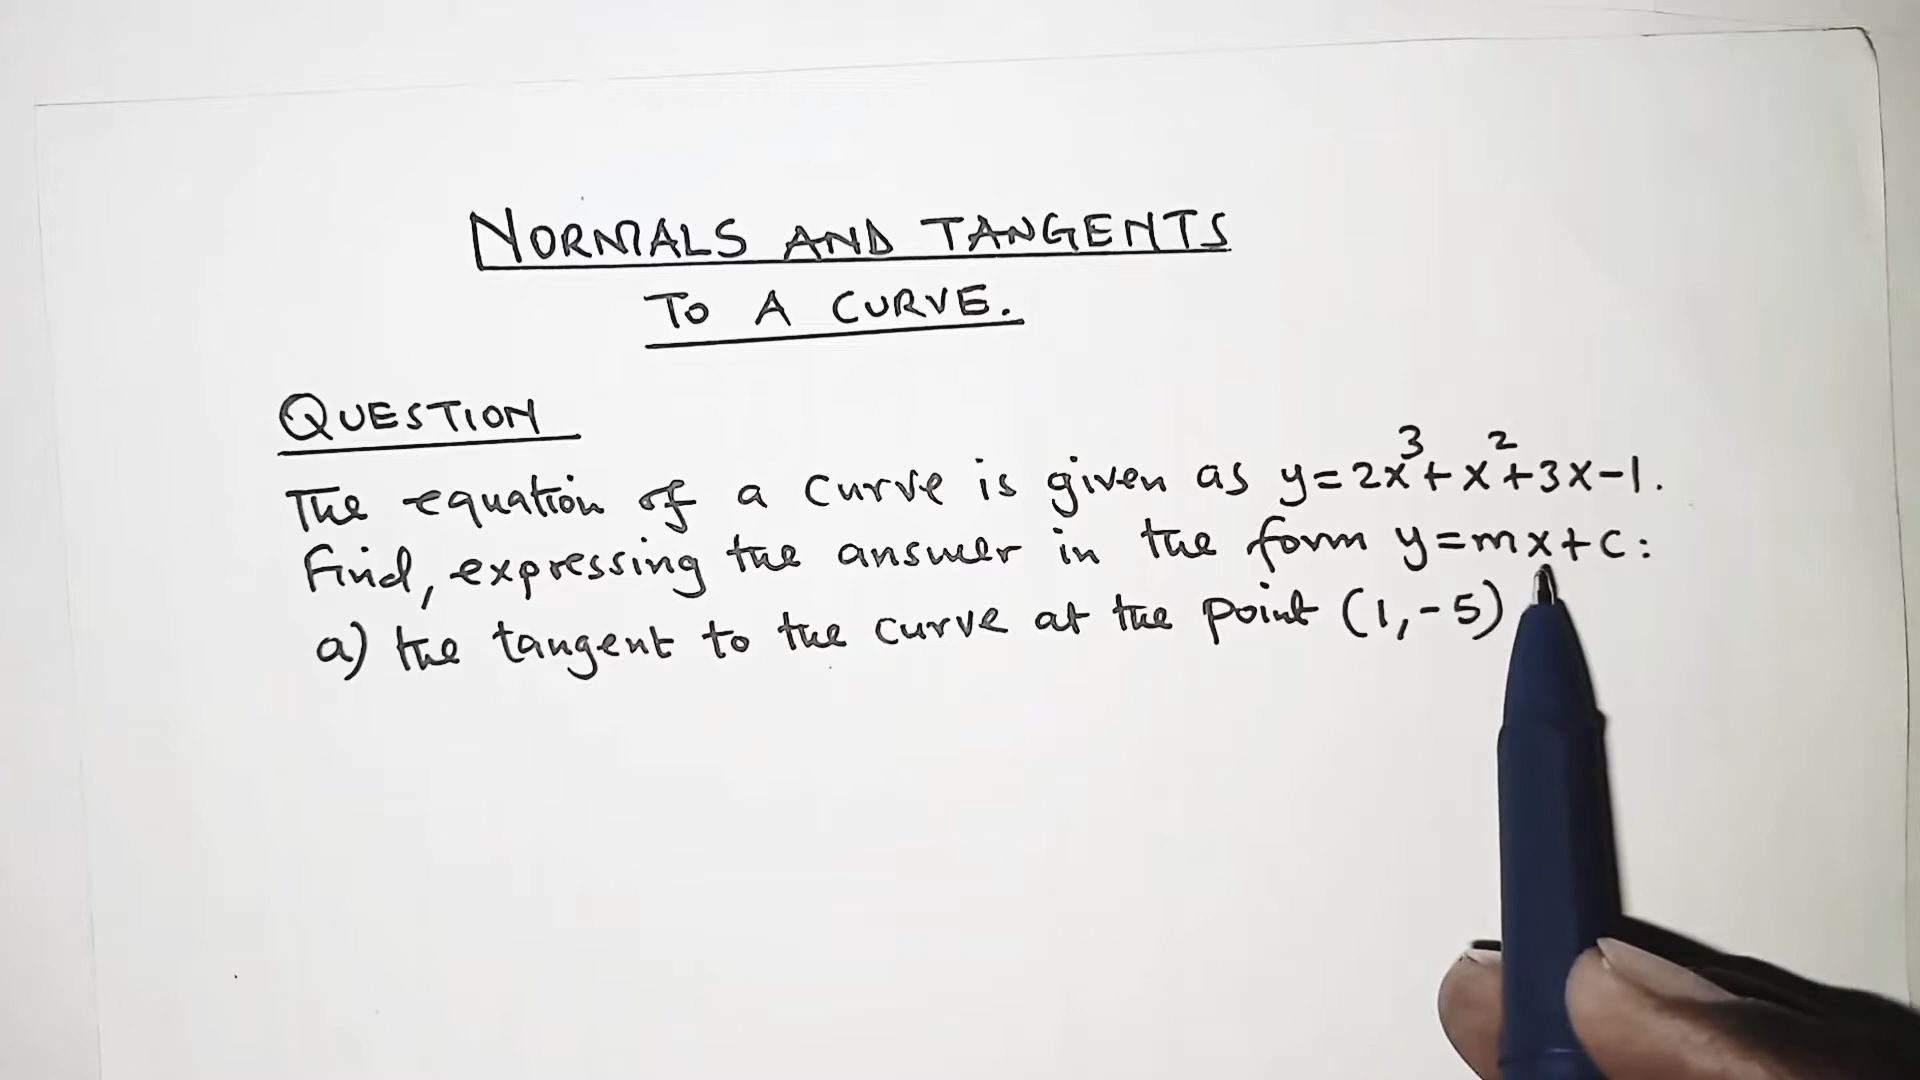 NORMALS AND TANGENTS
TO A CURVE.
QUESTION
The equation of a curve is given as y=2x³+x²+3x-1.
Find, expressing the answer in the form y=mx+c:
a) the tangent to the curve at the point (1,-5)